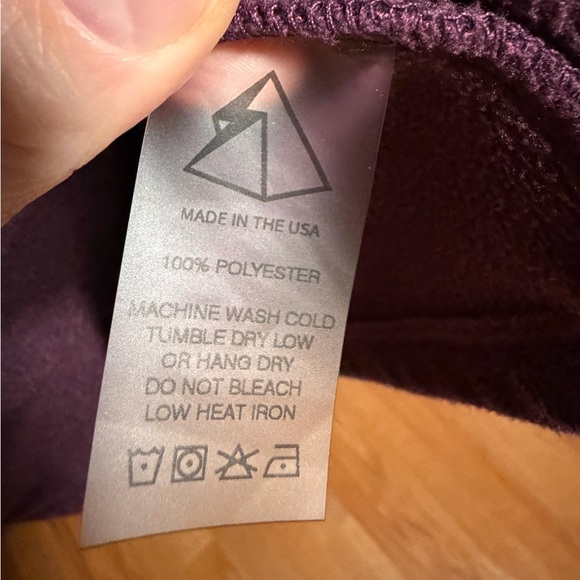 MADE IN THE USA
100% POLYESTER
MACHINE WASH COLD
TUMBLE DRY LOW
OR HANG DRY
DO NOT BLEACH
LOW HEAT IRON